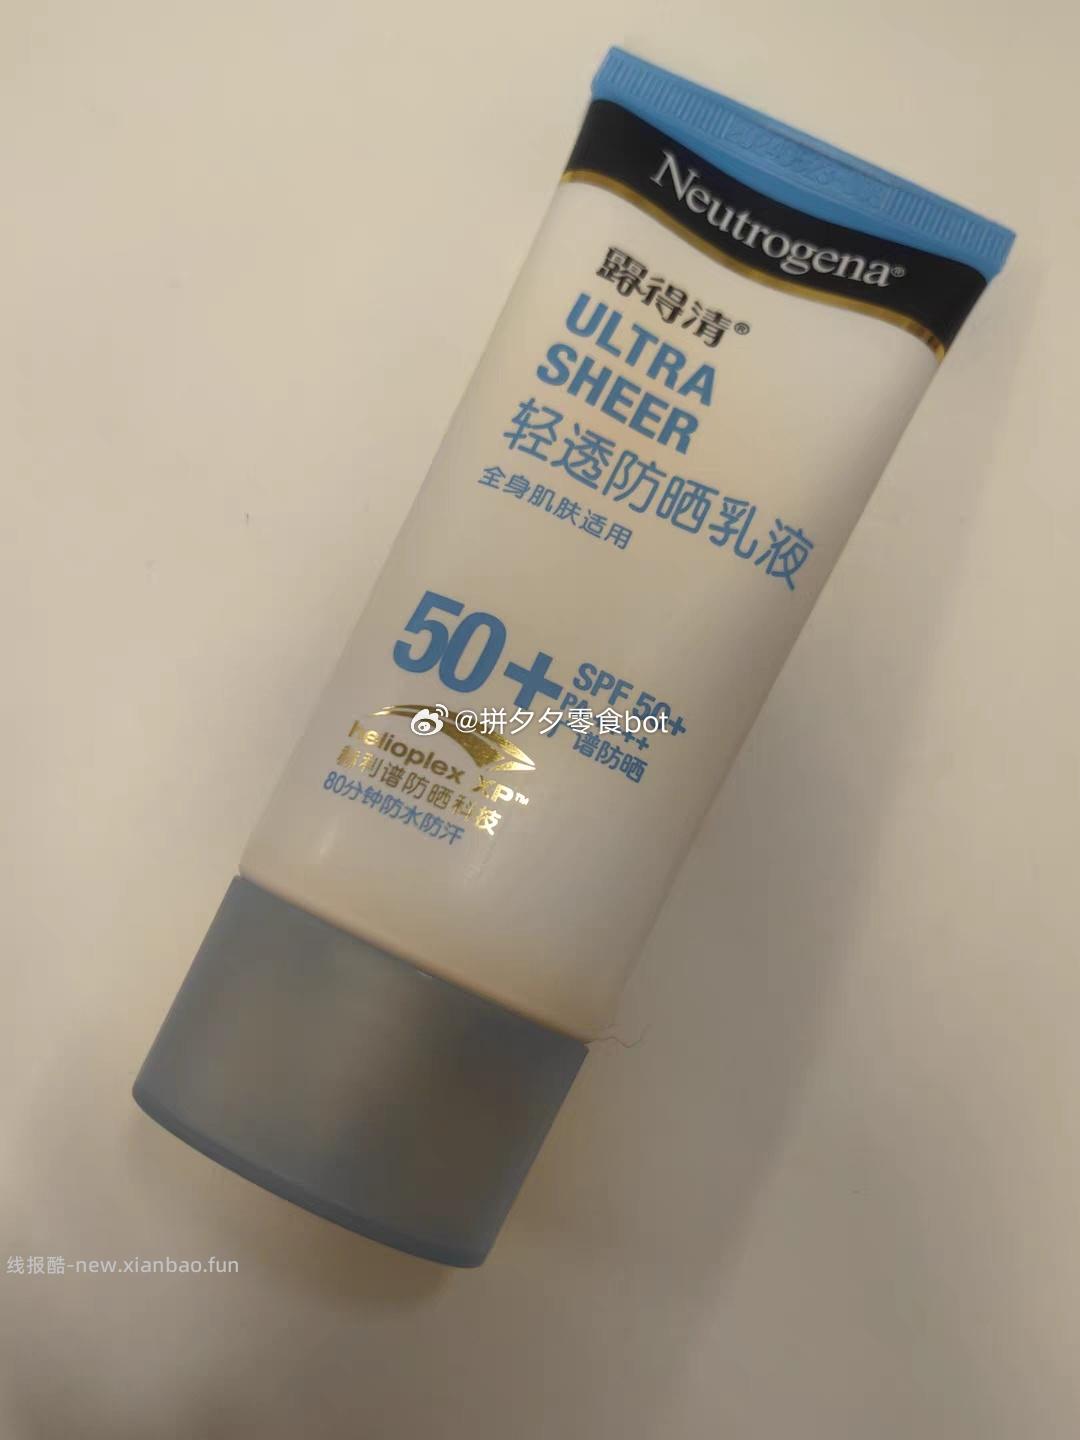 Neutrogena®
露得清®
ULTRA
SHEER
轻透防晒乳液
全身肌肤适用
50+
SPF 50+
广谱防晒
@拼夕夕零食bot
helioplex XP™
希利谱防晒科技
80分钟防水防汗
线报酷-new.xianbao.fun